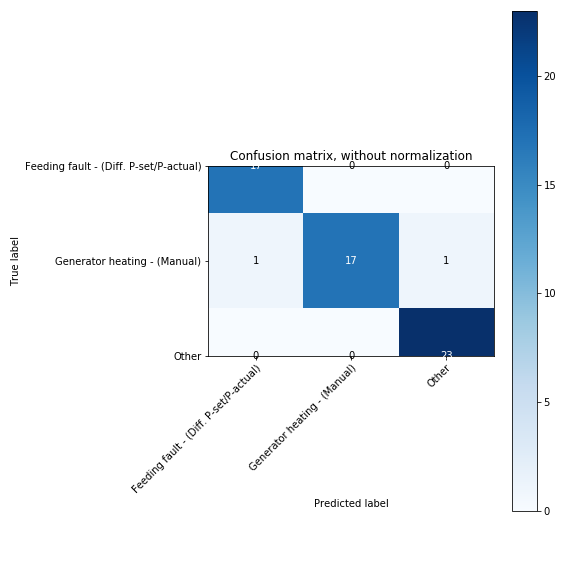 Confusion matrix, without normalization
Feeding fault - (Diff. P-set/P-actual)
17 0 0
Generator heating - (Manual)
1 17 1
Other
0 0 23
True label
Feeding fault - (Diff. P-set/P-actual)
Generator heating - (Manual)
Other
Predicted label
20
15
10
5
0